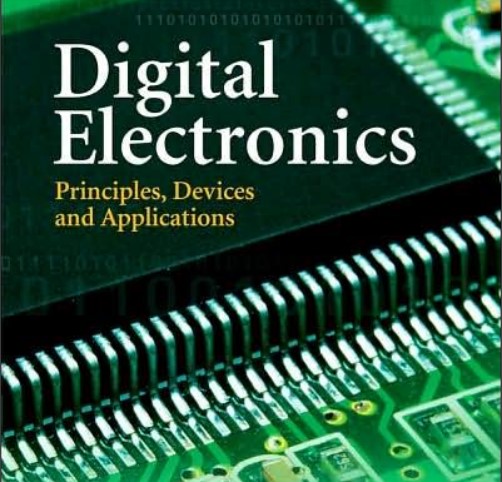 Digital
Electronics
Principles, Devices
and Applications